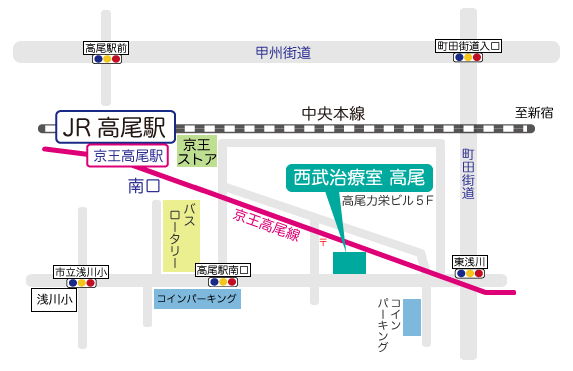 高尾駅前
甲州街道
町田街道入口
中央本線
至新宿
JR 高尾駅
京王
ストア
京王高尾駅
町田街道
南口
西武治療室 高尾
高尾力栄ビル5F
バス
ロータリー
京王高尾線
〒
東浅川
市立浅川小
高尾駅南口
浅川小
コインパーキング
コイン
パーキング